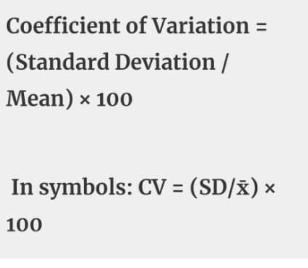 Coefficient of Variation =
(Standard Deviation /
Mean) × 100
In symbols: CV = (SD/x̄) ×
100